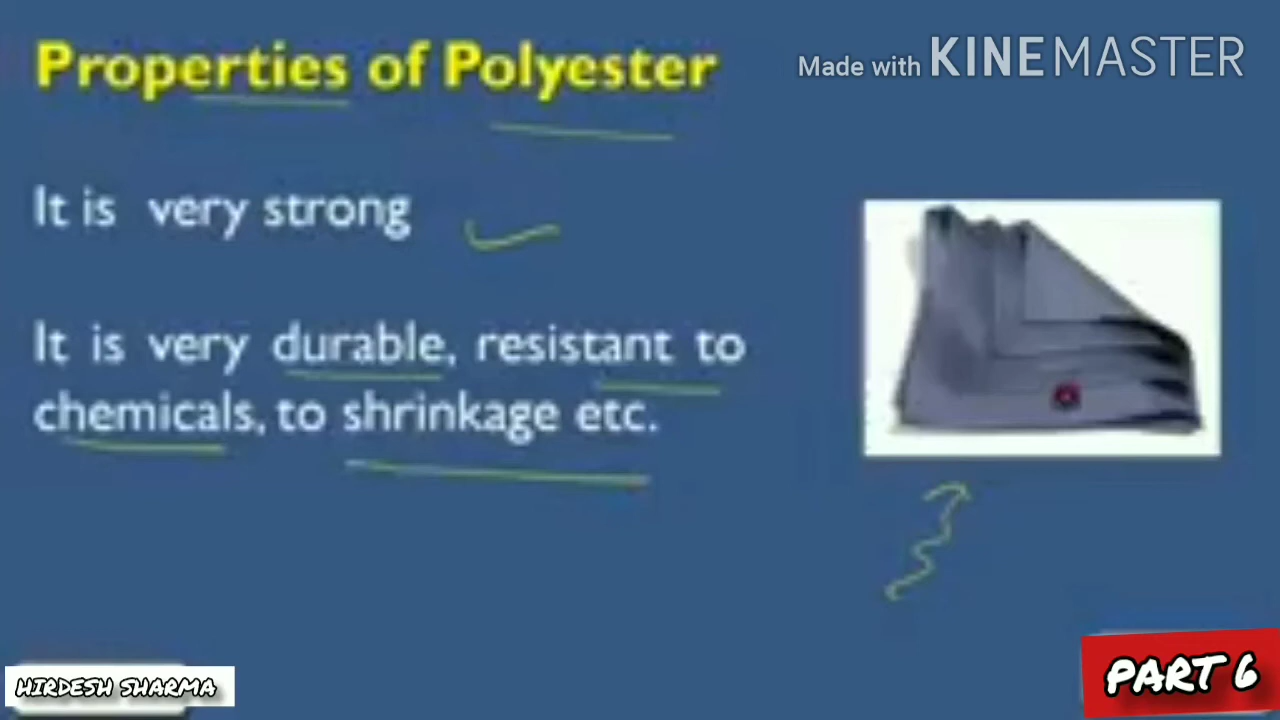 Properties of Polyester
Made with KINEMASTER
It is very strong
It is very durable, resistant to
chemicals, to shrinkage etc.
HIRDESH SHARMA
PART 6